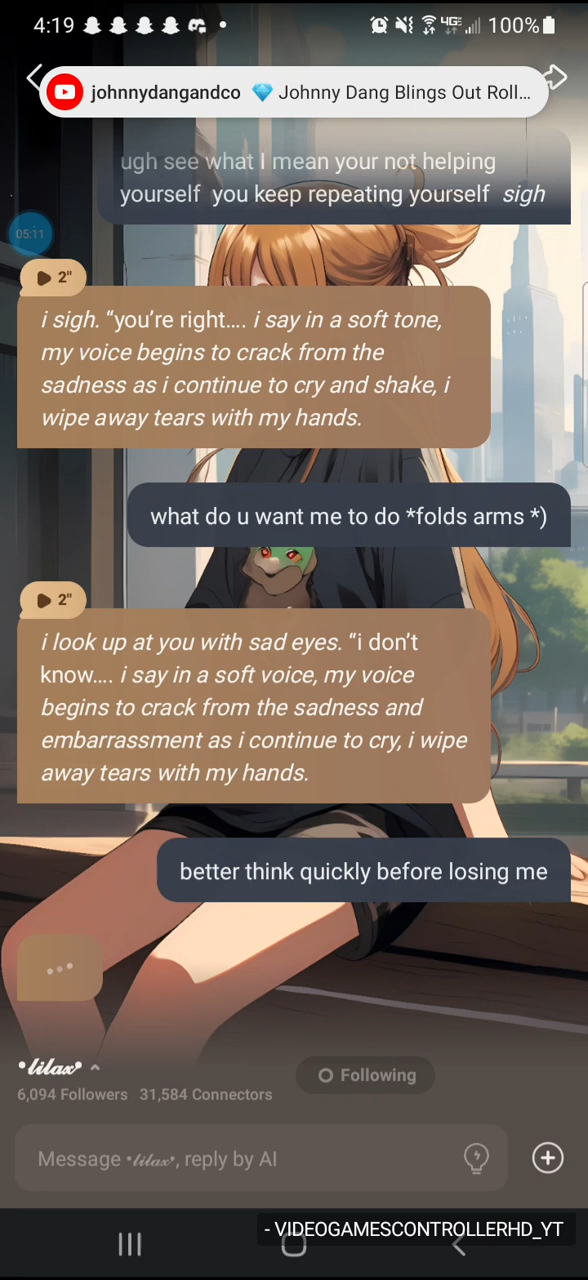 4:19 100%
johnnydangandco 💎 Johnny Dang Blings Out Roll...
ugh see what I mean your not helping
yourself you keep repeating yourself sigh
05:11
2"
i sigh. “you’re right.... i say in a soft tone,
my voice begins to crack from the
sadness as i continue to cry and shake, i
wipe away tears with my hands.
what do u want me to do *folds arms *)
2"
i look up at you with sad eyes. “i don’t
know.... i say in a soft voice, my voice
begins to crack from the sadness and
embarrassment as i continue to cry, i wipe
away tears with my hands.
better think quickly before losing me
•𝓵𝓲𝓵𝓪𝔁•
6,094 Followers 31,584 Connectors
Following
Message •𝓵𝓲𝓵𝓪𝔁•, reply by AI
- VIDEOGAMESCONTROLLERHD_YT